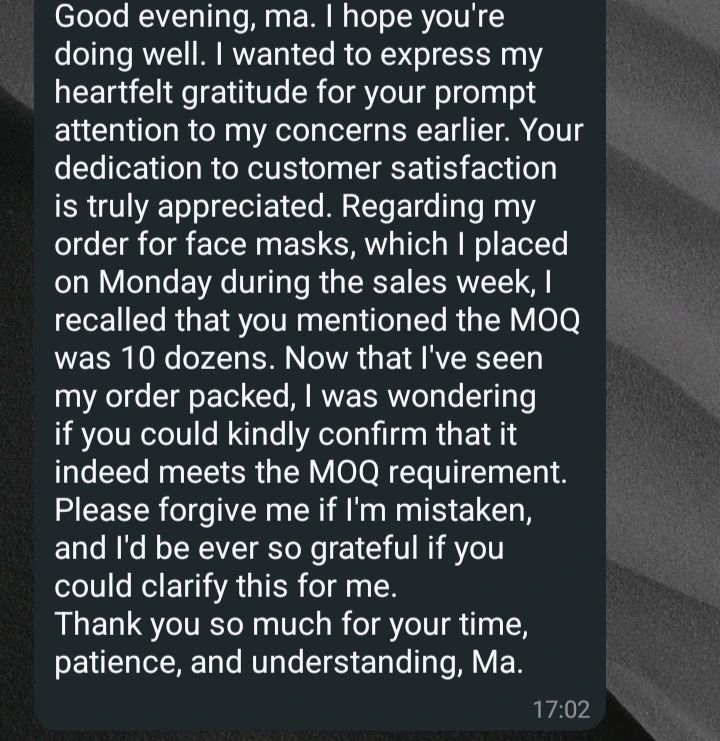 Good evening, ma. I hope you're
doing well. I wanted to express my
heartfelt gratitude for your prompt
attention to my concerns earlier. Your
dedication to customer satisfaction
is truly appreciated. Regarding my
order for face masks, which I placed
on Monday during the sales week, I
recalled that you mentioned the MOQ
was 10 dozens. Now that I've seen
my order packed, I was wondering
if you could kindly confirm that it
indeed meets the MOQ requirement.
Please forgive me if I'm mistaken,
and I'd be ever so grateful if you
could clarify this for me.
Thank you so much for your time,
patience, and understanding, Ma.
17:02